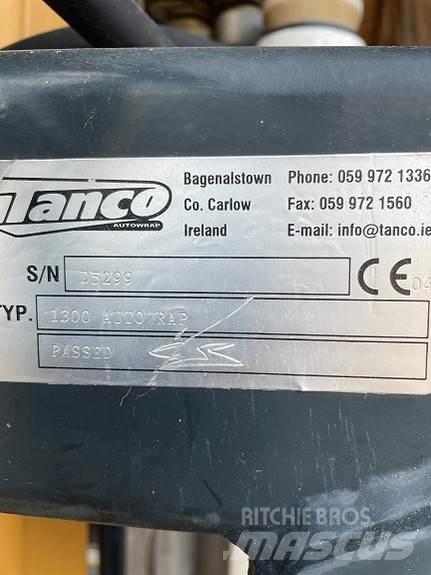 Tanco
AUTOWRAP
Bagenalstown Phone: 059 972 1336
Co. Carlow Fax: 059 972 1560
Ireland E-mail: info@tanco.ie
S/N D5299
CE 04
TYP. 1300 AUTOWRAP
PASSED
RITCHIE BROS.
MASCUS